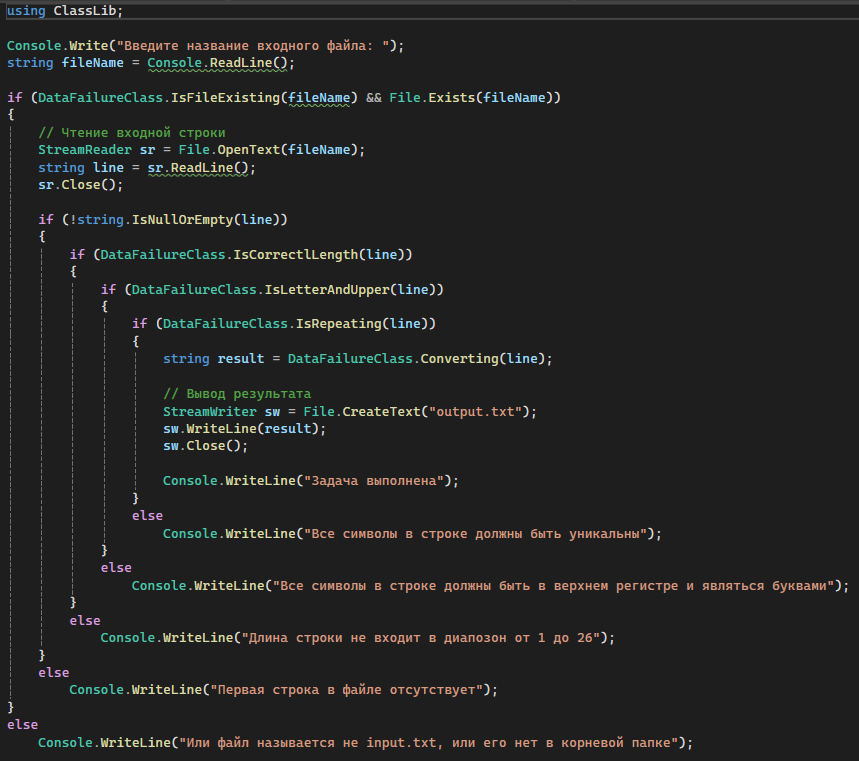 using ClassLib;
Console.Write("Введите название входного файла: ");
string fileName = Console.ReadLine();
if (DataFailureClass.IsFileExisting(fileName) && File.Exists(fileName))
{
// Чтение входной строки
StreamReader sr = File.OpenText(fileName);
string line = sr.ReadLine();
sr.Close();
if (!string.IsNullOrEmpty(line))
{
if (DataFailureClass.IsCorrectlLength(line))
{
if (DataFailureClass.IsLetterAndUpper(line))
{
if (DataFailureClass.IsRepeating(line))
{
string result = DataFailureClass.Converting(line);
// Вывод результата
StreamWriter sw = File.CreateText("output.txt");
sw.WriteLine(result);
sw.Close();
Console.WriteLine("Задача выполнена");
}
else
Console.WriteLine("Все символы в строке должны быть уникальны");
}
else
Console.WriteLine("Все символы в строке должны быть в верхнем регистре и являться буквами");
}
else
Console.WriteLine("Длина строки не входит в диапозон от 1 до 26");
}
else
Console.WriteLine("Первая строка в файле отсутствует");
}
else
Console.WriteLine("Или файл называется не input.txt, или его нет в корневой папке");